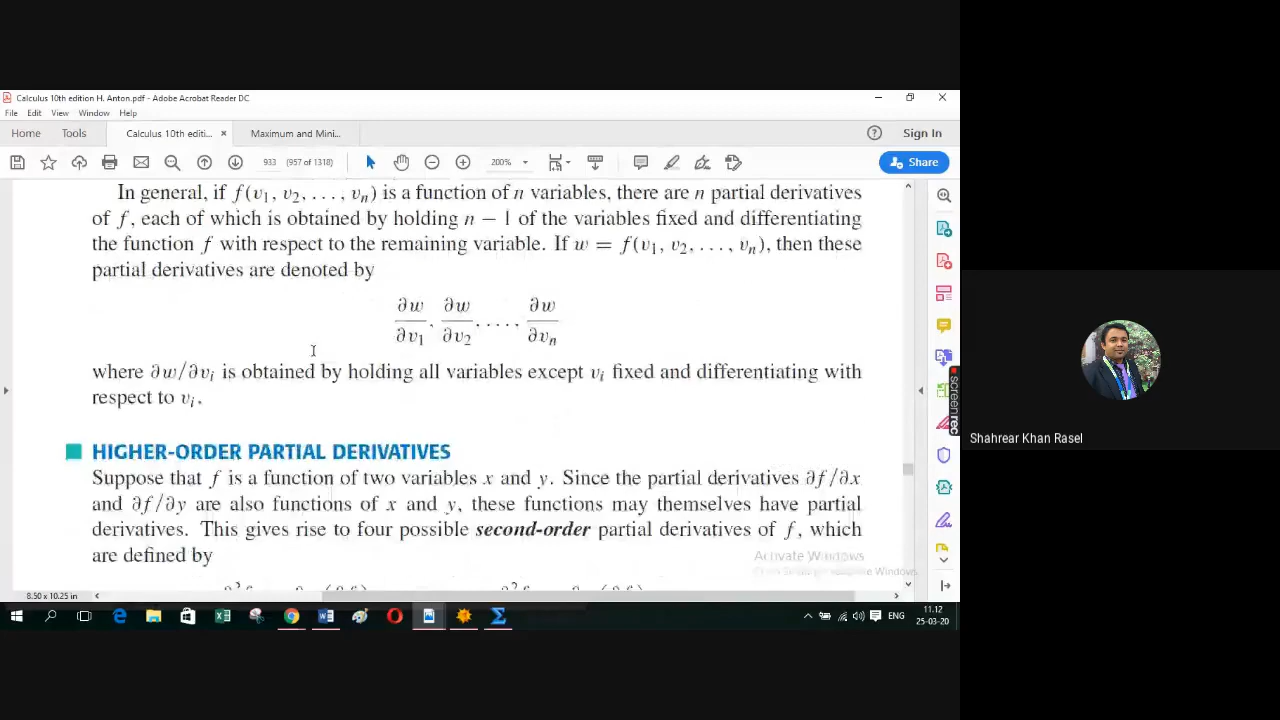 Calculus 10th edition H. Anton.pdf - Adobe Acrobat Reader DC
File Edit View Window Help
Home Tools Calculus 10th editi... × Maximum and Mini... Sign In
933 (957 of 1318) 200% Share
In general, if f(v₁, v₂, . . . , vₙ) is a function of n variables, there are n partial derivatives
of f, each of which is obtained by holding n − 1 of the variables fixed and differentiating
the function f with respect to the remaining variable. If w = f(v₁, v₂, . . . , vₙ), then these
partial derivatives are denoted by
∂w/∂v₁, ∂w/∂v₂, . . . . , ∂w/∂vₙ
where ∂w/∂vᵢ is obtained by holding all variables except vᵢ fixed and differentiating with
respect to vᵢ.
HIGHER-ORDER PARTIAL DERIVATIVES
Suppose that f is a function of two variables x and y. Since the partial derivatives ∂f/∂x
and ∂f/∂y are also functions of x and y, these functions may themselves have partial
derivatives. This gives rise to four possible second-order partial derivatives of f, which
are defined by
Activate Windows
8.50 x 10.25 in
ENG
11.12
25-03-20
screenrec
Shahrear Khan Rasel